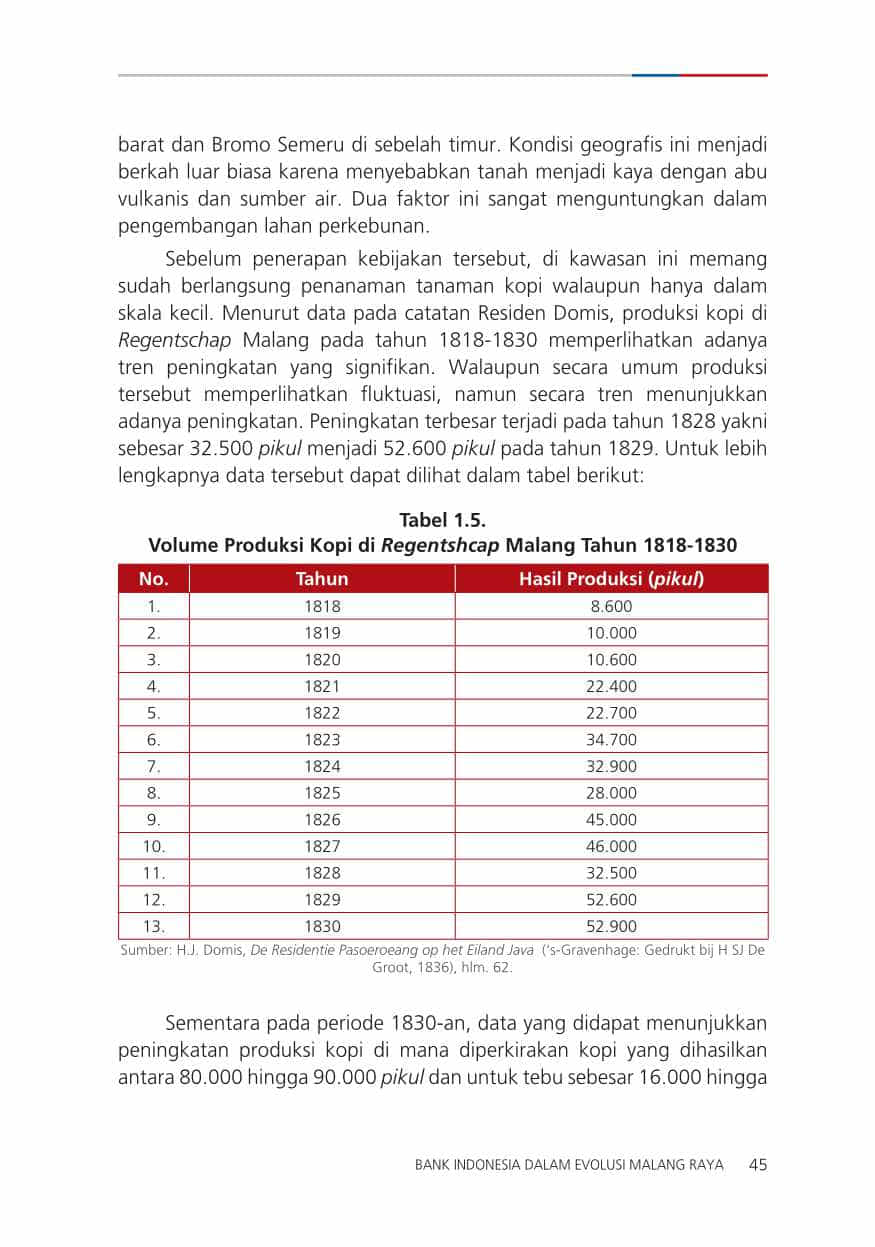 barat dan Bromo Semeru di sebelah timur. Kondisi geografis ini menjadi
berkah luar biasa karena menyebabkan tanah menjadi kaya dengan abu
vulkanis dan sumber air. Dua faktor ini sangat menguntungkan dalam
pengembangan lahan perkebunan.
Sebelum penerapan kebijakan tersebut, di kawasan ini memang
sudah berlangsung penanaman tanaman kopi walaupun hanya dalam
skala kecil. Menurut data pada catatan Residen Domis, produksi kopi di
Regentschap Malang pada tahun 1818-1830 memperlihatkan adanya
tren peningkatan yang signifikan. Walaupun secara umum produksi
tersebut memperlihatkan fluktuasi, namun secara tren menunjukkan
adanya peningkatan. Peningkatan terbesar terjadi pada tahun 1828 yakni
sebesar 32.500 pikul menjadi 52.600 pikul pada tahun 1829. Untuk lebih
lengkapnya data tersebut dapat dilihat dalam tabel berikut:
Tabel 1.5.
Volume Produksi Kopi di Regentshcap Malang Tahun 1818-1830
No. Tahun Hasil Produksi (pikul)
1. 1818 8.600
2. 1819 10.000
3. 1820 10.600
4. 1821 22.400
5. 1822 22.700
6. 1823 34.700
7. 1824 32.900
8. 1825 28.000
9. 1826 45.000
10. 1827 46.000
11. 1828 32.500
12. 1829 52.600
13. 1830 52.900
Sumber: H.J. Domis, De Residentie Pasoeroeang op het Eiland Java (‘s-Gravenhage: Gedrukt bij H SJ De
Groot, 1836), hlm. 62.
Sementara pada periode 1830-an, data yang didapat menunjukkan
peningkatan produksi kopi di mana diperkirakan kopi yang dihasilkan
antara 80.000 hingga 90.000 pikul dan untuk tebu sebesar 16.000 hingga
BANK INDONESIA DALAM EVOLUSI MALANG RAYA 45